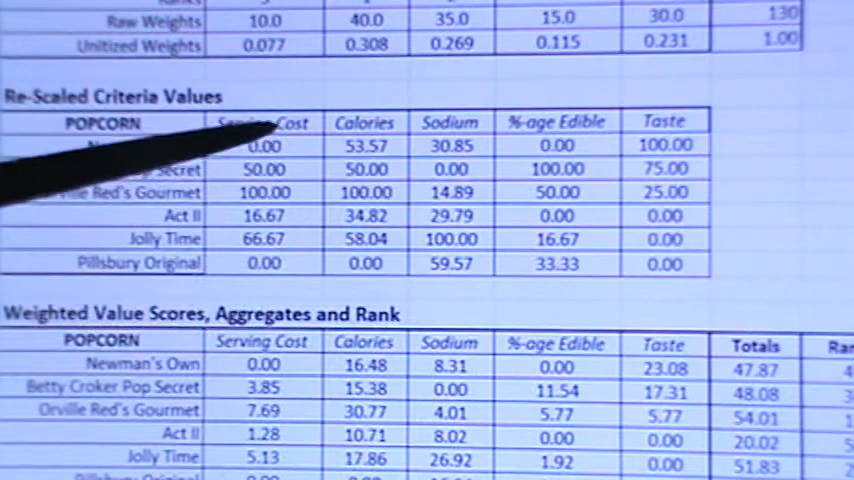 Raw Weights 10.0 40.0 35.0 15.0 30.0 130
Unitized Weights 0.077 0.308 0.269 0.115 0.231 1.00
Re-Scaled Criteria Values
POPCORN Cost Calories Sodium %-age Edible Taste
0.00 53.57 30.85 0.00 100.00
Secret 50.00 50.00 0.00 100.00 75.00
Red's Gourmet 100.00 100.00 14.89 50.00 25.00
Act II 16.67 34.82 29.79 0.00 0.00
Jolly Time 66.67 58.04 100.00 16.67 0.00
Pillsbury Original 0.00 0.00 59.57 33.33 0.00
Weighted Value Scores, Aggregates and Rank
POPCORN Serving Cost Calories Sodium %-age Edible Taste Totals
Newman's Own 0.00 16.48 8.31 0.00 23.08 47.87 4
Betty Croker Pop Secret 3.85 15.38 0.00 11.54 17.31 48.08 3
Orville Red's Gourmet 7.69 30.77 4.01 5.77 5.77 54.01 1
Act II 1.28 10.71 8.02 0.00 0.00 20.02 5
Jolly Time 5.13 17.86 26.92 1.92 0.00 51.83 2